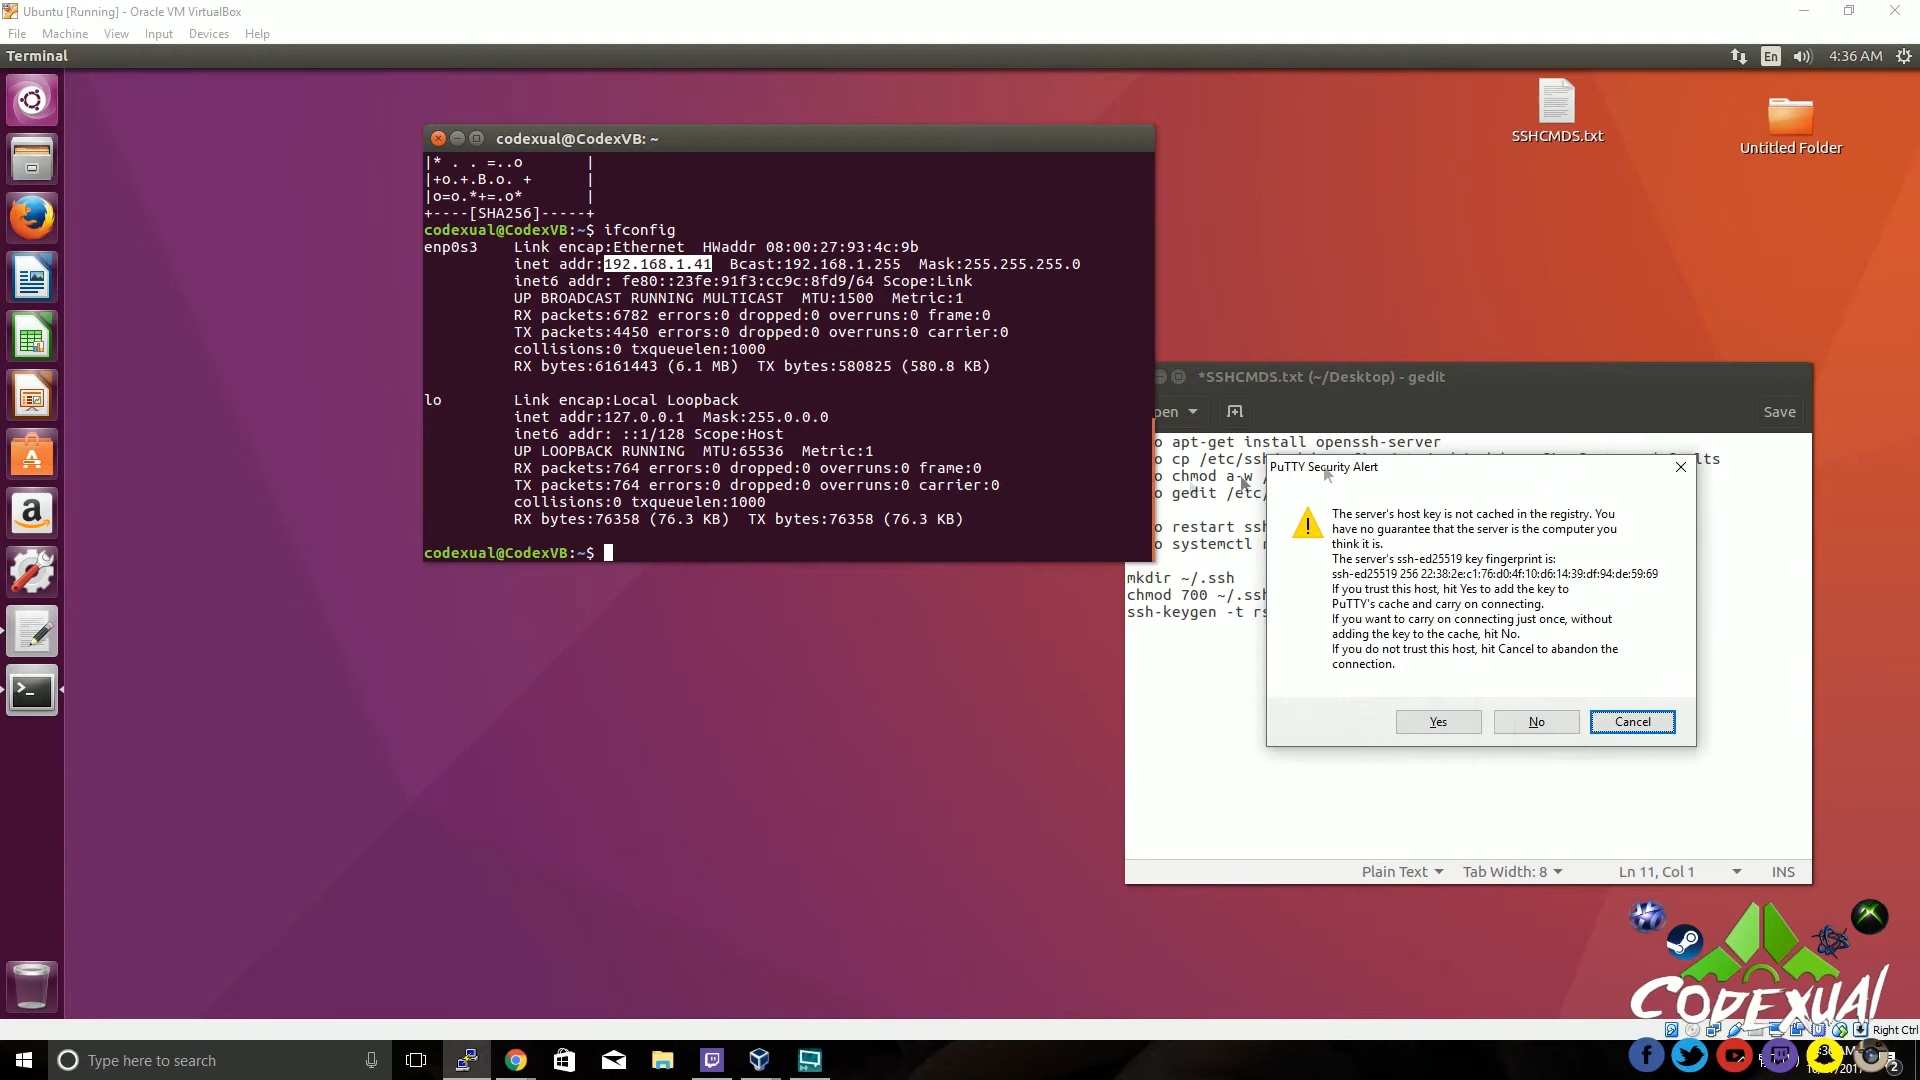 Ubuntu [Running] - Oracle VM VirtualBox
File Machine View Input Devices Help
Terminal
En
4:36 AM
SSHCMDS.txt
Untitled Folder
codexual@CodexVB: ~
|* . . =..o |
|+o.+.B.o. + |
|o=o.*+=.o* |
+----[SHA256]-----+
codexual@CodexVB:~$ ifconfig
enp0s3 Link encap:Ethernet HWaddr 08:00:27:93:4c:9b
inet addr:192.168.1.41 Bcast:192.168.1.255 Mask:255.255.255.0
inet6 addr: fe80::23fe:91f3:cc9c:8fd9/64 Scope:Link
UP BROADCAST RUNNING MULTICAST MTU:1500 Metric:1
RX packets:6782 errors:0 dropped:0 overruns:0 frame:0
TX packets:4450 errors:0 dropped:0 overruns:0 carrier:0
collisions:0 txqueuelen:1000
RX bytes:6161443 (6.1 MB) TX bytes:580825 (580.8 KB)
lo Link encap:Local Loopback
inet addr:127.0.0.1 Mask:255.0.0.0
inet6 addr: ::1/128 Scope:Host
UP LOOPBACK RUNNING MTU:65536 Metric:1
RX packets:764 errors:0 dropped:0 overruns:0 frame:0
TX packets:764 errors:0 dropped:0 overruns:0 carrier:0
collisions:0 txqueuelen:1000
RX bytes:76358 (76.3 KB) TX bytes:76358 (76.3 KB)
codexual@CodexVB:~$
*SSHCMDS.txt (~/Desktop) - gedit
pen
Save
o apt-get install openssh-server
o cp /etc/ssh
o chmod a-w /
o gedit /etc/
o restart ssh
o systemctl r
mkdir ~/.ssh
chmod 700 ~/.ssh
ssh-keygen -t rs
PuTTY Security Alert
The server's host key is not cached in the registry. You
have no guarantee that the server is the computer you
think it is.
The server's ssh-ed25519 key fingerprint is:
ssh-ed25519 256 22:38:2e:c1:76:d0:4f:10:d6:14:39:df:94:de:59:69
If you trust this host, hit Yes to add the key to
PuTTY's cache and carry on connecting.
If you want to carry on connecting just once, without
adding the key to the cache, hit No.
If you do not trust this host, hit Cancel to abandon the
connection.
Yes No Cancel
Plain Text Tab Width: 8 Ln 11, Col 1 INS
CODEXUAL
Right Ctrl
Type here to search
2